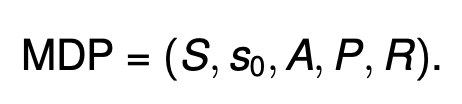 MDP = (S, s₀, A, P, R).